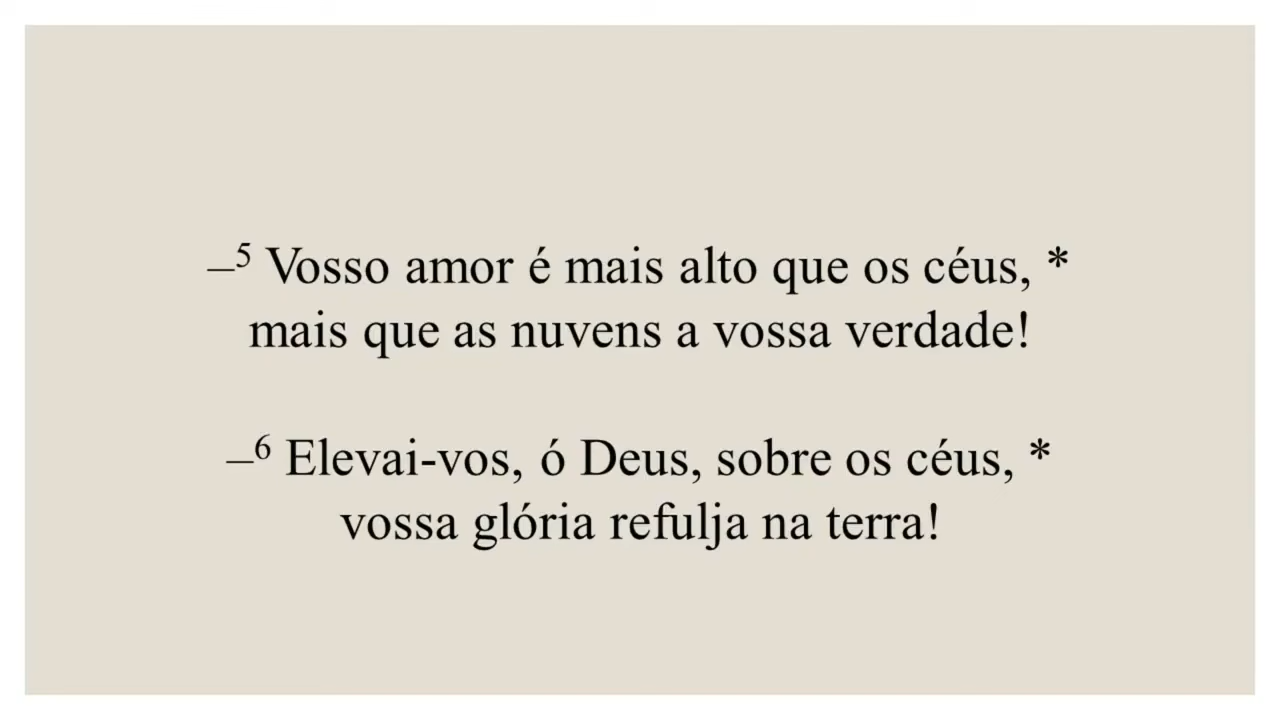 –⁵ Vosso amor é mais alto que os céus, *
mais que as nuvens a vossa verdade!
–⁶ Elevai-vos, ó Deus, sobre os céus, *
vossa glória refulja na terra!